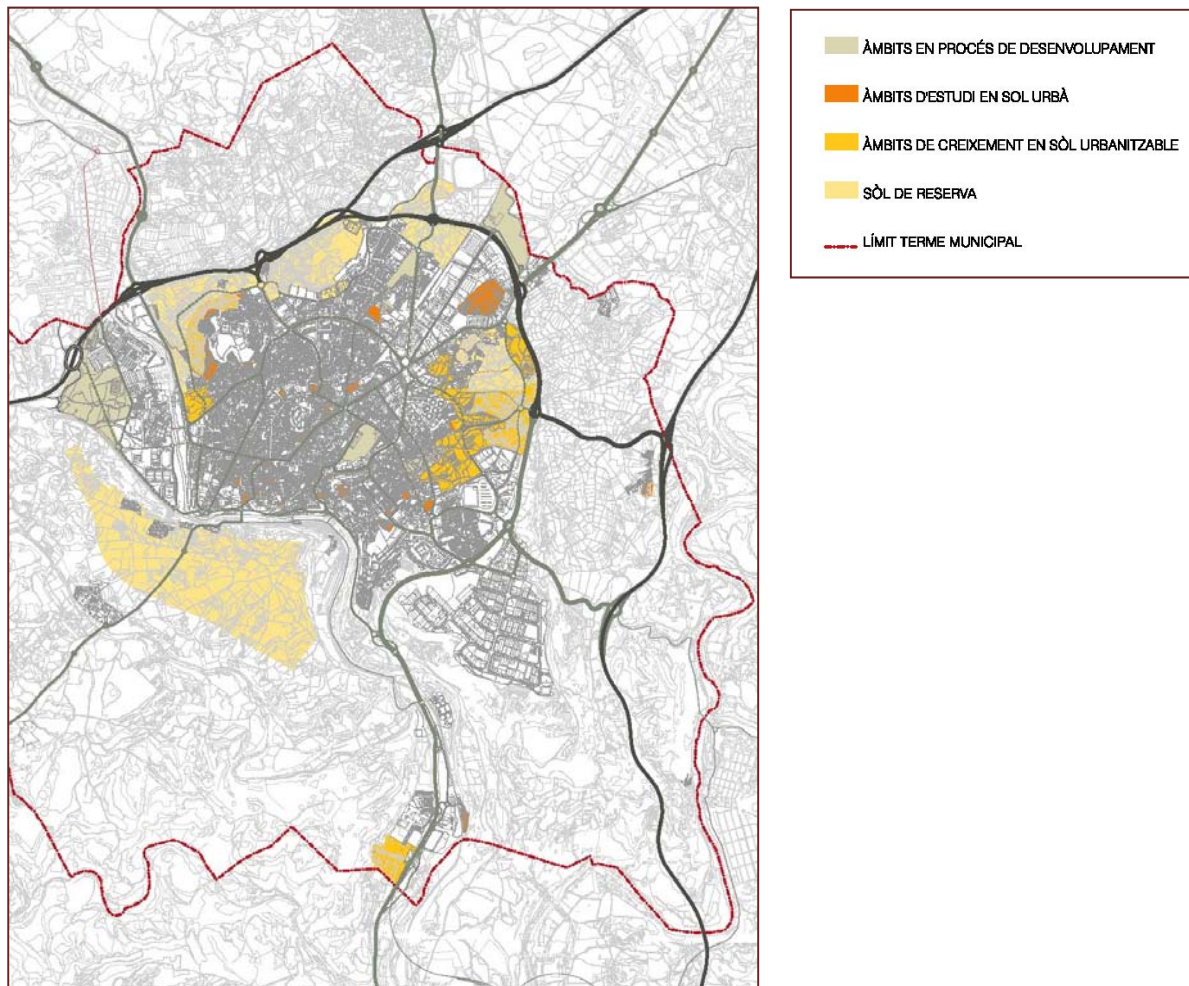 ÀMBITS EN PROCÉS DE DESENVOLUPAMENT
ÀMBITS D'ESTUDI EN SOL URBÀ
ÀMBITS DE CREIXEMENT EN SÒL URBANITZABLE
SÒL DE RESERVA
LÍMIT TERME MUNICIPAL